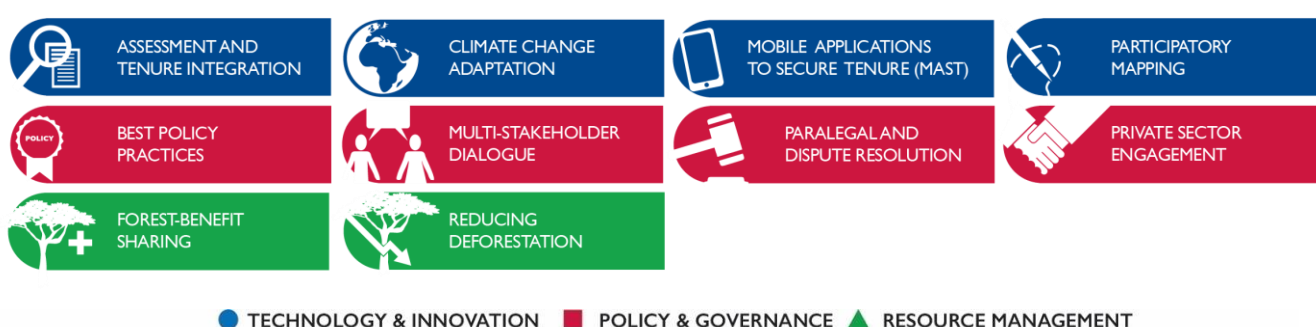 ASSESSMENT AND
TENURE INTEGRATION
CLIMATE CHANGE
ADAPTATION
MOBILE APPLICATIONS
TO SECURE TENURE (MAST)
PARTICIPATORY
MAPPING
POLICY
BEST POLICY
PRACTICES
MULTI-STAKEHOLDER
DIALOGUE
PARALEGAL AND
DISPUTE RESOLUTION
PRIVATE SECTOR
ENGAGEMENT
FOREST-BENEFIT
SHARING
REDUCING
DEFORESTATION
TECHNOLOGY & INNOVATION
POLICY & GOVERNANCE
RESOURCE MANAGEMENT